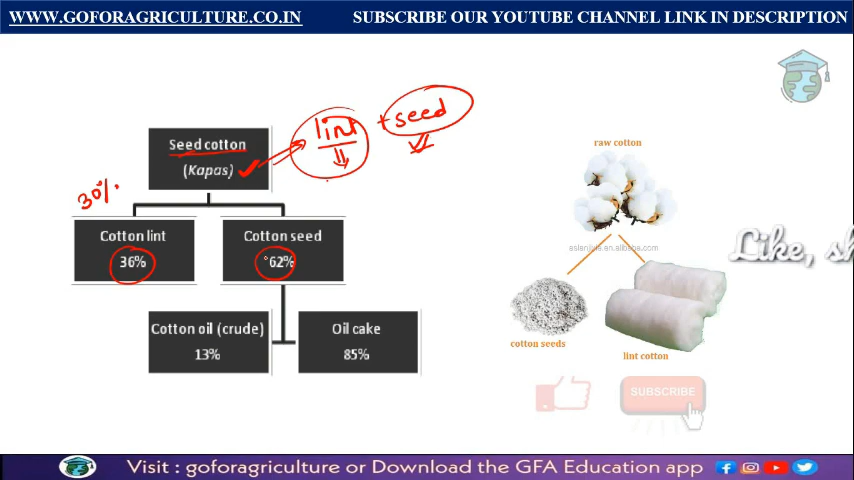 WWW.GOFORAGRICULTURE.CO.IN
SUBSCRIBE OUR YOUTUBE CHANNEL LINK IN DESCRIPTION
lint + seed
Seed cotton
(Kapas)
30%
Cotton lint
36%
Cotton seed
62%
Cotton oil (crude)
13%
Oil cake
85%
raw cotton
cotton seeds
lint cotton
Like, sh
SUBSCRIBE
Visit : goforagriculture or Download the GFA Education app